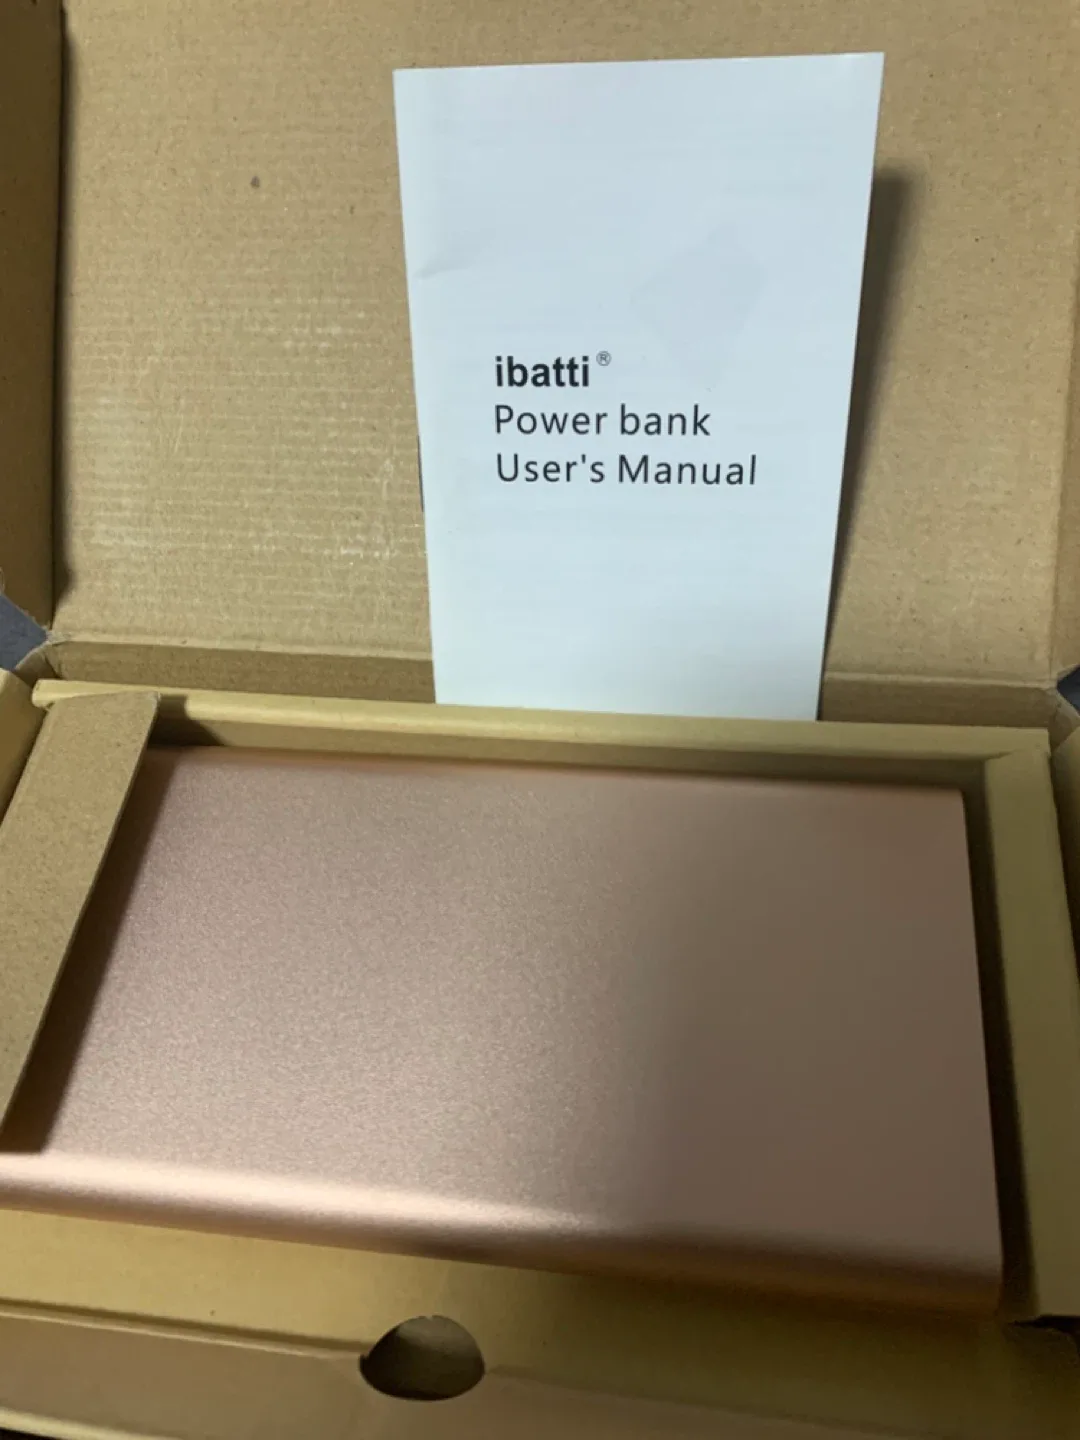 ibatti®
Power bank
User's Manual